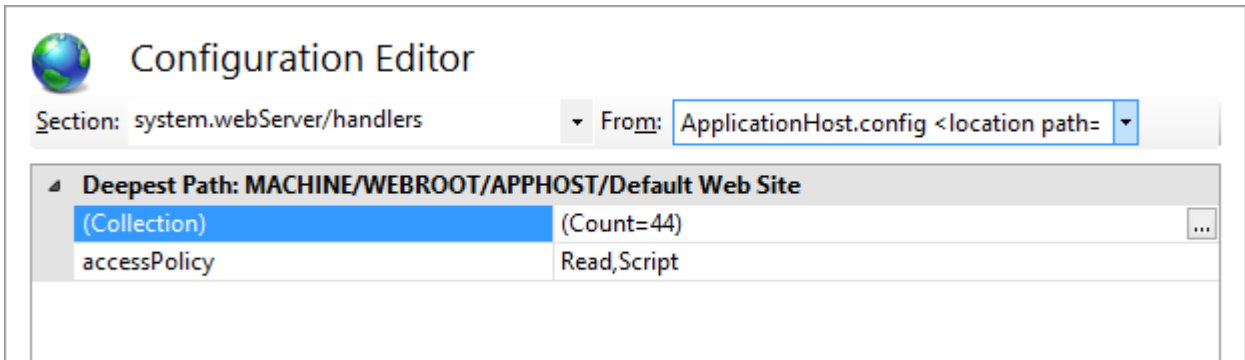 Configuration Editor
Section: system.webServer/handlers From: ApplicationHost.config <location path=
Deepest Path: MACHINE/WEBROOT/APPHOST/Default Web Site
(Collection) (Count=44) ...
accessPolicy Read,Script